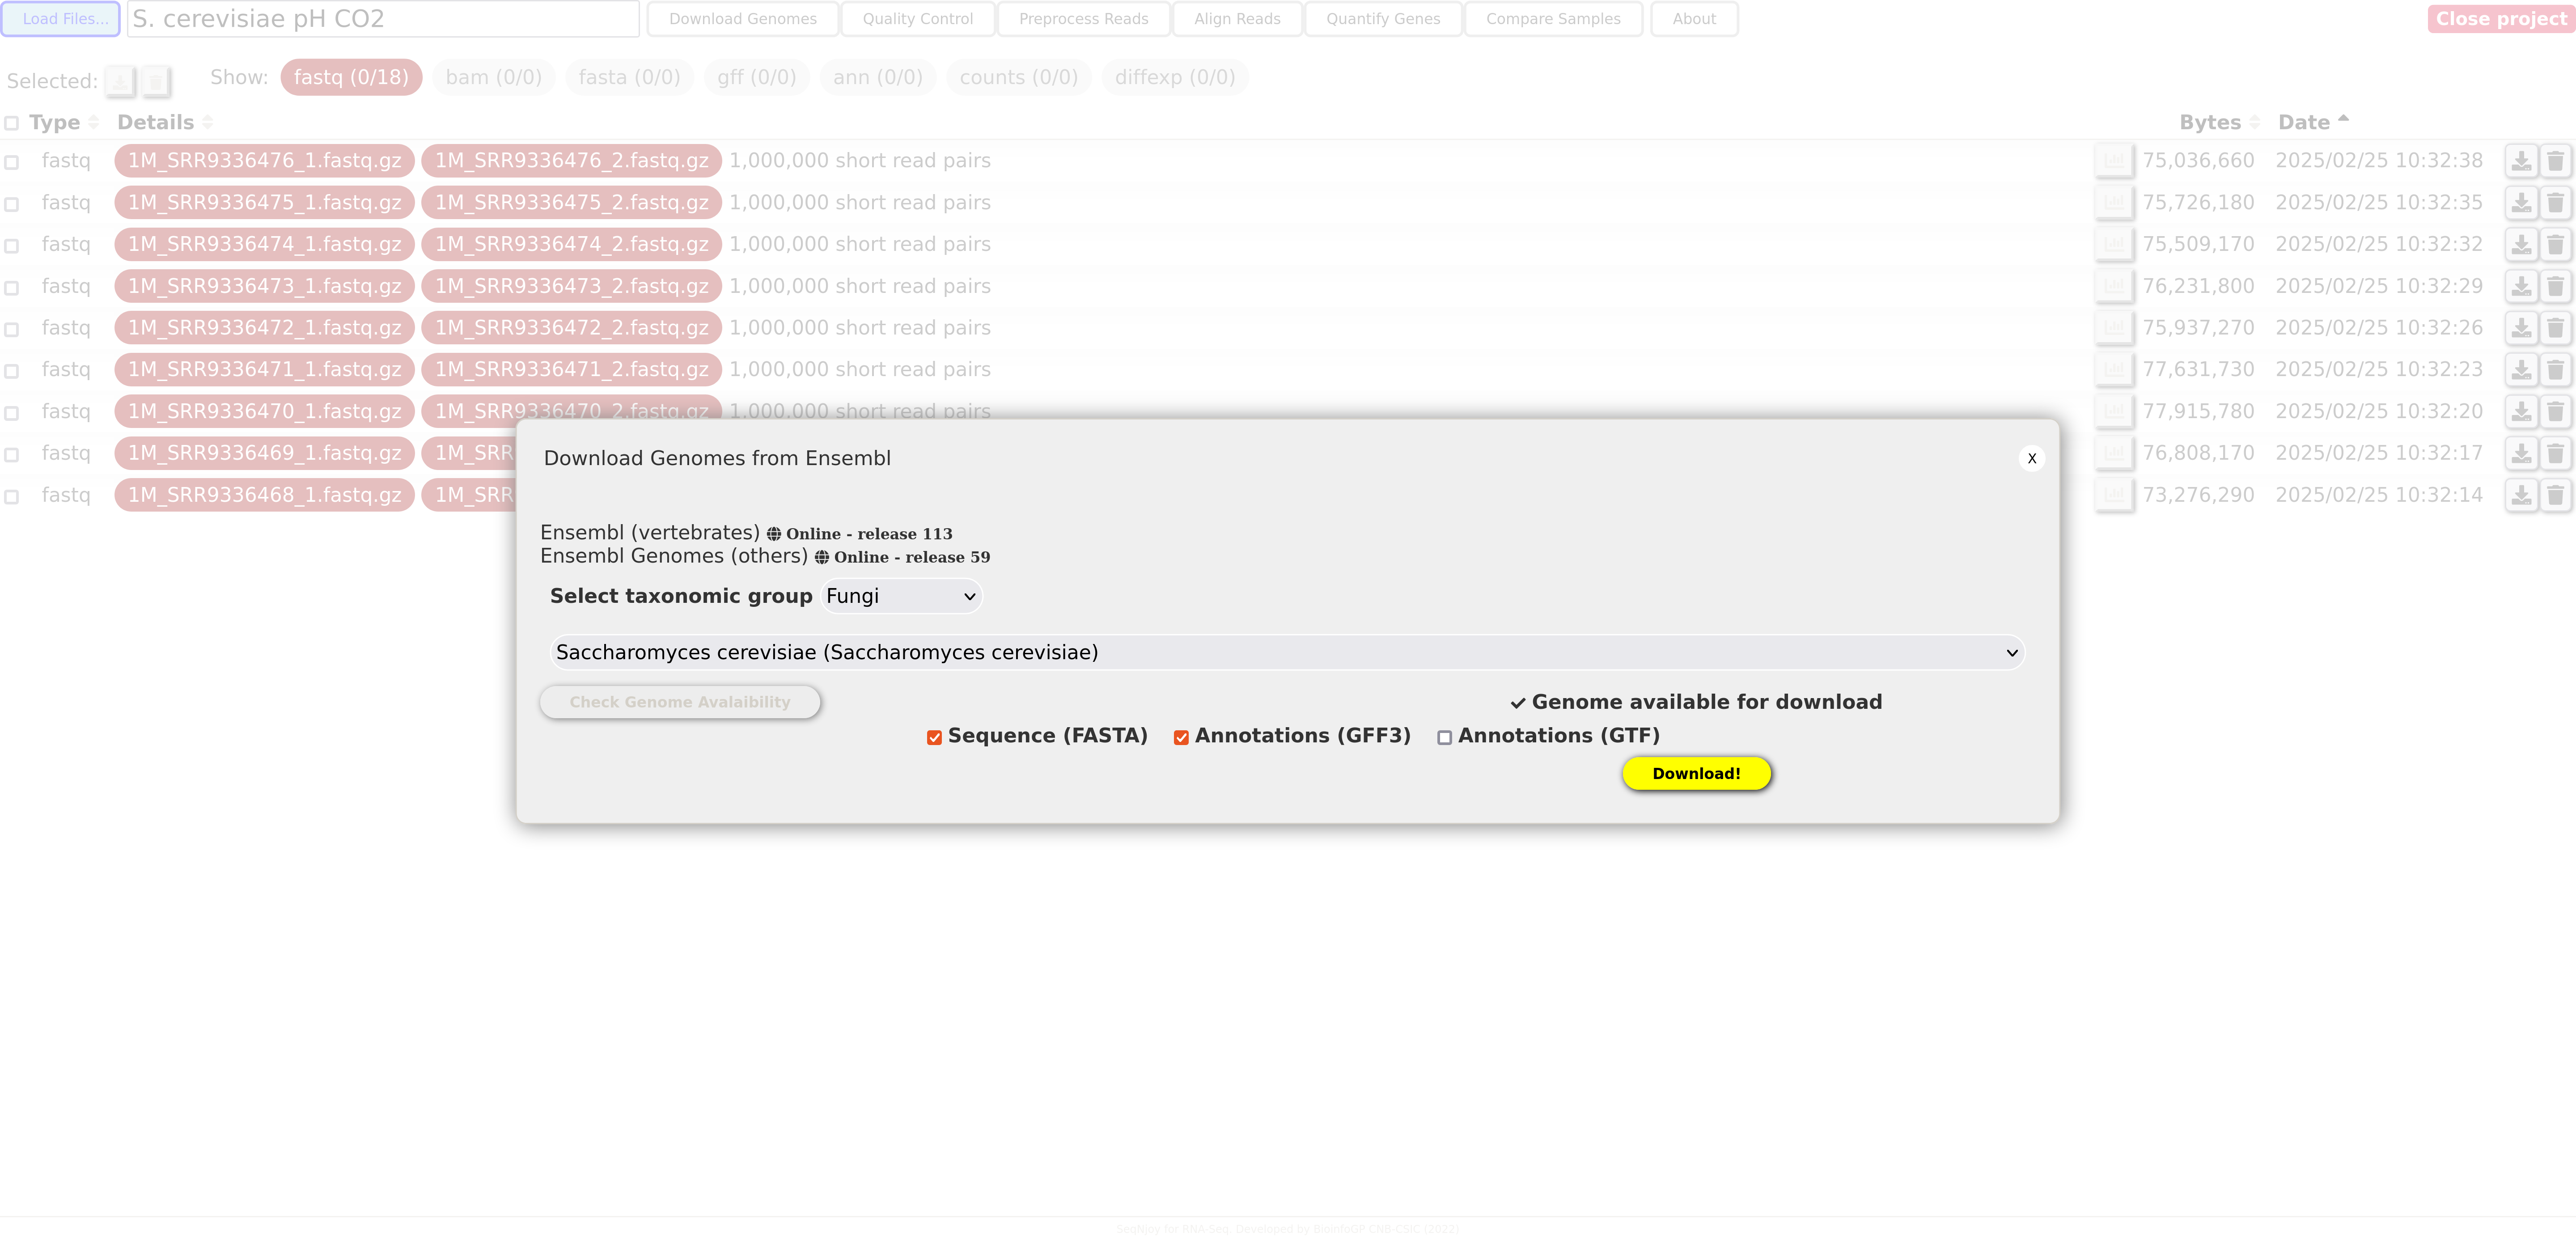 Load Files... S. cerevisiae pH CO2 Download Genomes Quality Control Preprocess Reads Align Reads Quantify Genes Compare Samples About Close project
Selected: Show: fastq (0/18) bam (0/0) fasta (0/0) gff (0/0) ann (0/0) counts (0/0) diffexp (0/0)
Type Details Bytes Date
fastq 1M_SRR9336476_1.fastq.gz 1M_SRR9336476_2.fastq.gz 1,000,000 short read pairs 75,036,660 2025/02/25 10:32:38
fastq 1M_SRR9336475_1.fastq.gz 1M_SRR9336475_2.fastq.gz 1,000,000 short read pairs 75,726,180 2025/02/25 10:32:35
fastq 1M_SRR9336474_1.fastq.gz 1M_SRR9336474_2.fastq.gz 1,000,000 short read pairs 75,509,170 2025/02/25 10:32:32
fastq 1M_SRR9336473_1.fastq.gz 1M_SRR9336473_2.fastq.gz 1,000,000 short read pairs 76,231,800 2025/02/25 10:32:29
fastq 1M_SRR9336472_1.fastq.gz 1M_SRR9336472_2.fastq.gz 1,000,000 short read pairs 75,937,270 2025/02/25 10:32:26
fastq 1M_SRR9336471_1.fastq.gz 1M_SRR9336471_2.fastq.gz 1,000,000 short read pairs 77,631,730 2025/02/25 10:32:23
fastq 1M_SRR9336470_1.fastq.gz 1M_SRR9336470_2.fastq.gz 1,000,000 short read pairs 77,915,780 2025/02/25 10:32:20
fastq 1M_SRR9336469_1.fastq.gz 1M_SRR 76,808,170 2025/02/25 10:32:17
fastq 1M_SRR9336468_1.fastq.gz 1M_SRR 73,276,290 2025/02/25 10:32:14
Download Genomes from Ensembl X
Ensembl (vertebrates) Online - release 113
Ensembl Genomes (others) Online - release 59
Select taxonomic group Fungi
Saccharomyces cerevisiae (Saccharomyces cerevisiae)
Check Genome Avalaibility Genome available for download
Sequence (FASTA) Annotations (GFF3) Annotations (GTF)
Download!
SeqNjoy for RNA-Seq. Developed by BioinfoGP CNB-CSIC (2022)